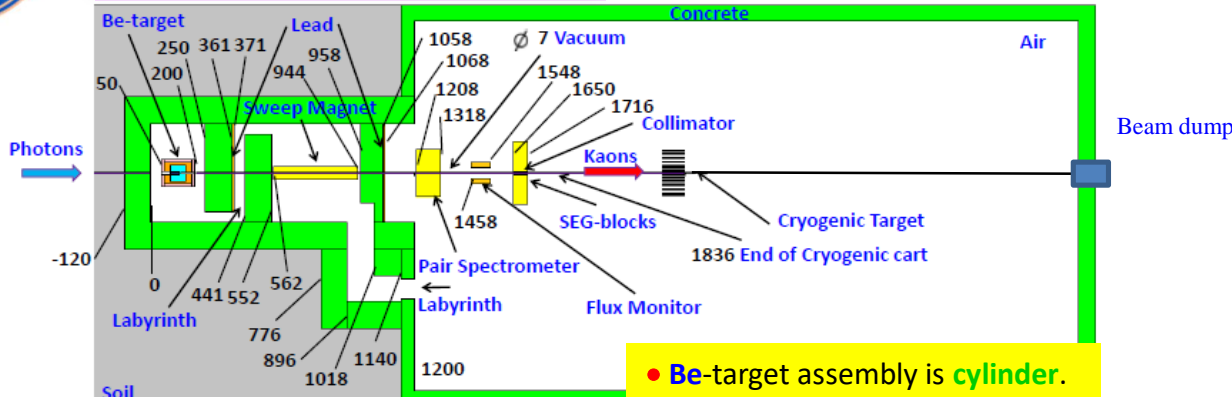 Concrete
Be-target
Lead
1058
Ø 7 Vacuum
Air
250
361
371
958
1068
1548
50
200
944
1208
1650
Sweep Magnet
1318
1716
Collimator
Beam dump
Photons
Kaons
1458
SEG-blocks
Cryogenic Target
-120
Pair Spectrometer
1836 End of Cryogenic cart
0
441
552
562
Labyrinth
Flux Monitor
Labyrinth
776
896
1018
1140
1200
• Be-target assembly is cylinder.
Soil